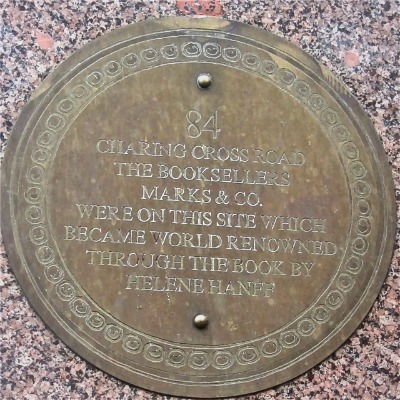 84
CHARING CROSS ROAD
THE BOOKSELLERS
MARKS & CO.
WERE ON THIS SITE WHICH
BECAME WORLD RENOWNED
THROUGH THE BOOK BY
HELENE HANFF